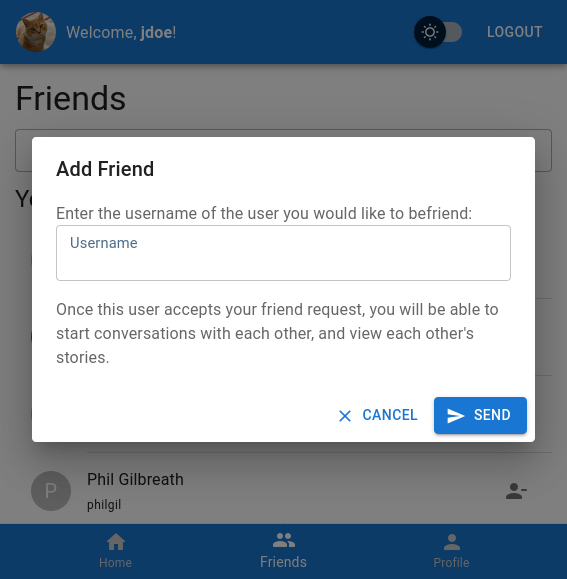 Welcome, jdoe!
LOGOUT
Friends
Add Friend
Enter the username of the user you would like to befriend:
Username
Once this user accepts your friend request, you will be able to
start conversations with each other, and view each other's
stories.
CANCEL
SEND
P
Phil Gilbreath
philgil
Home
Friends
Profile